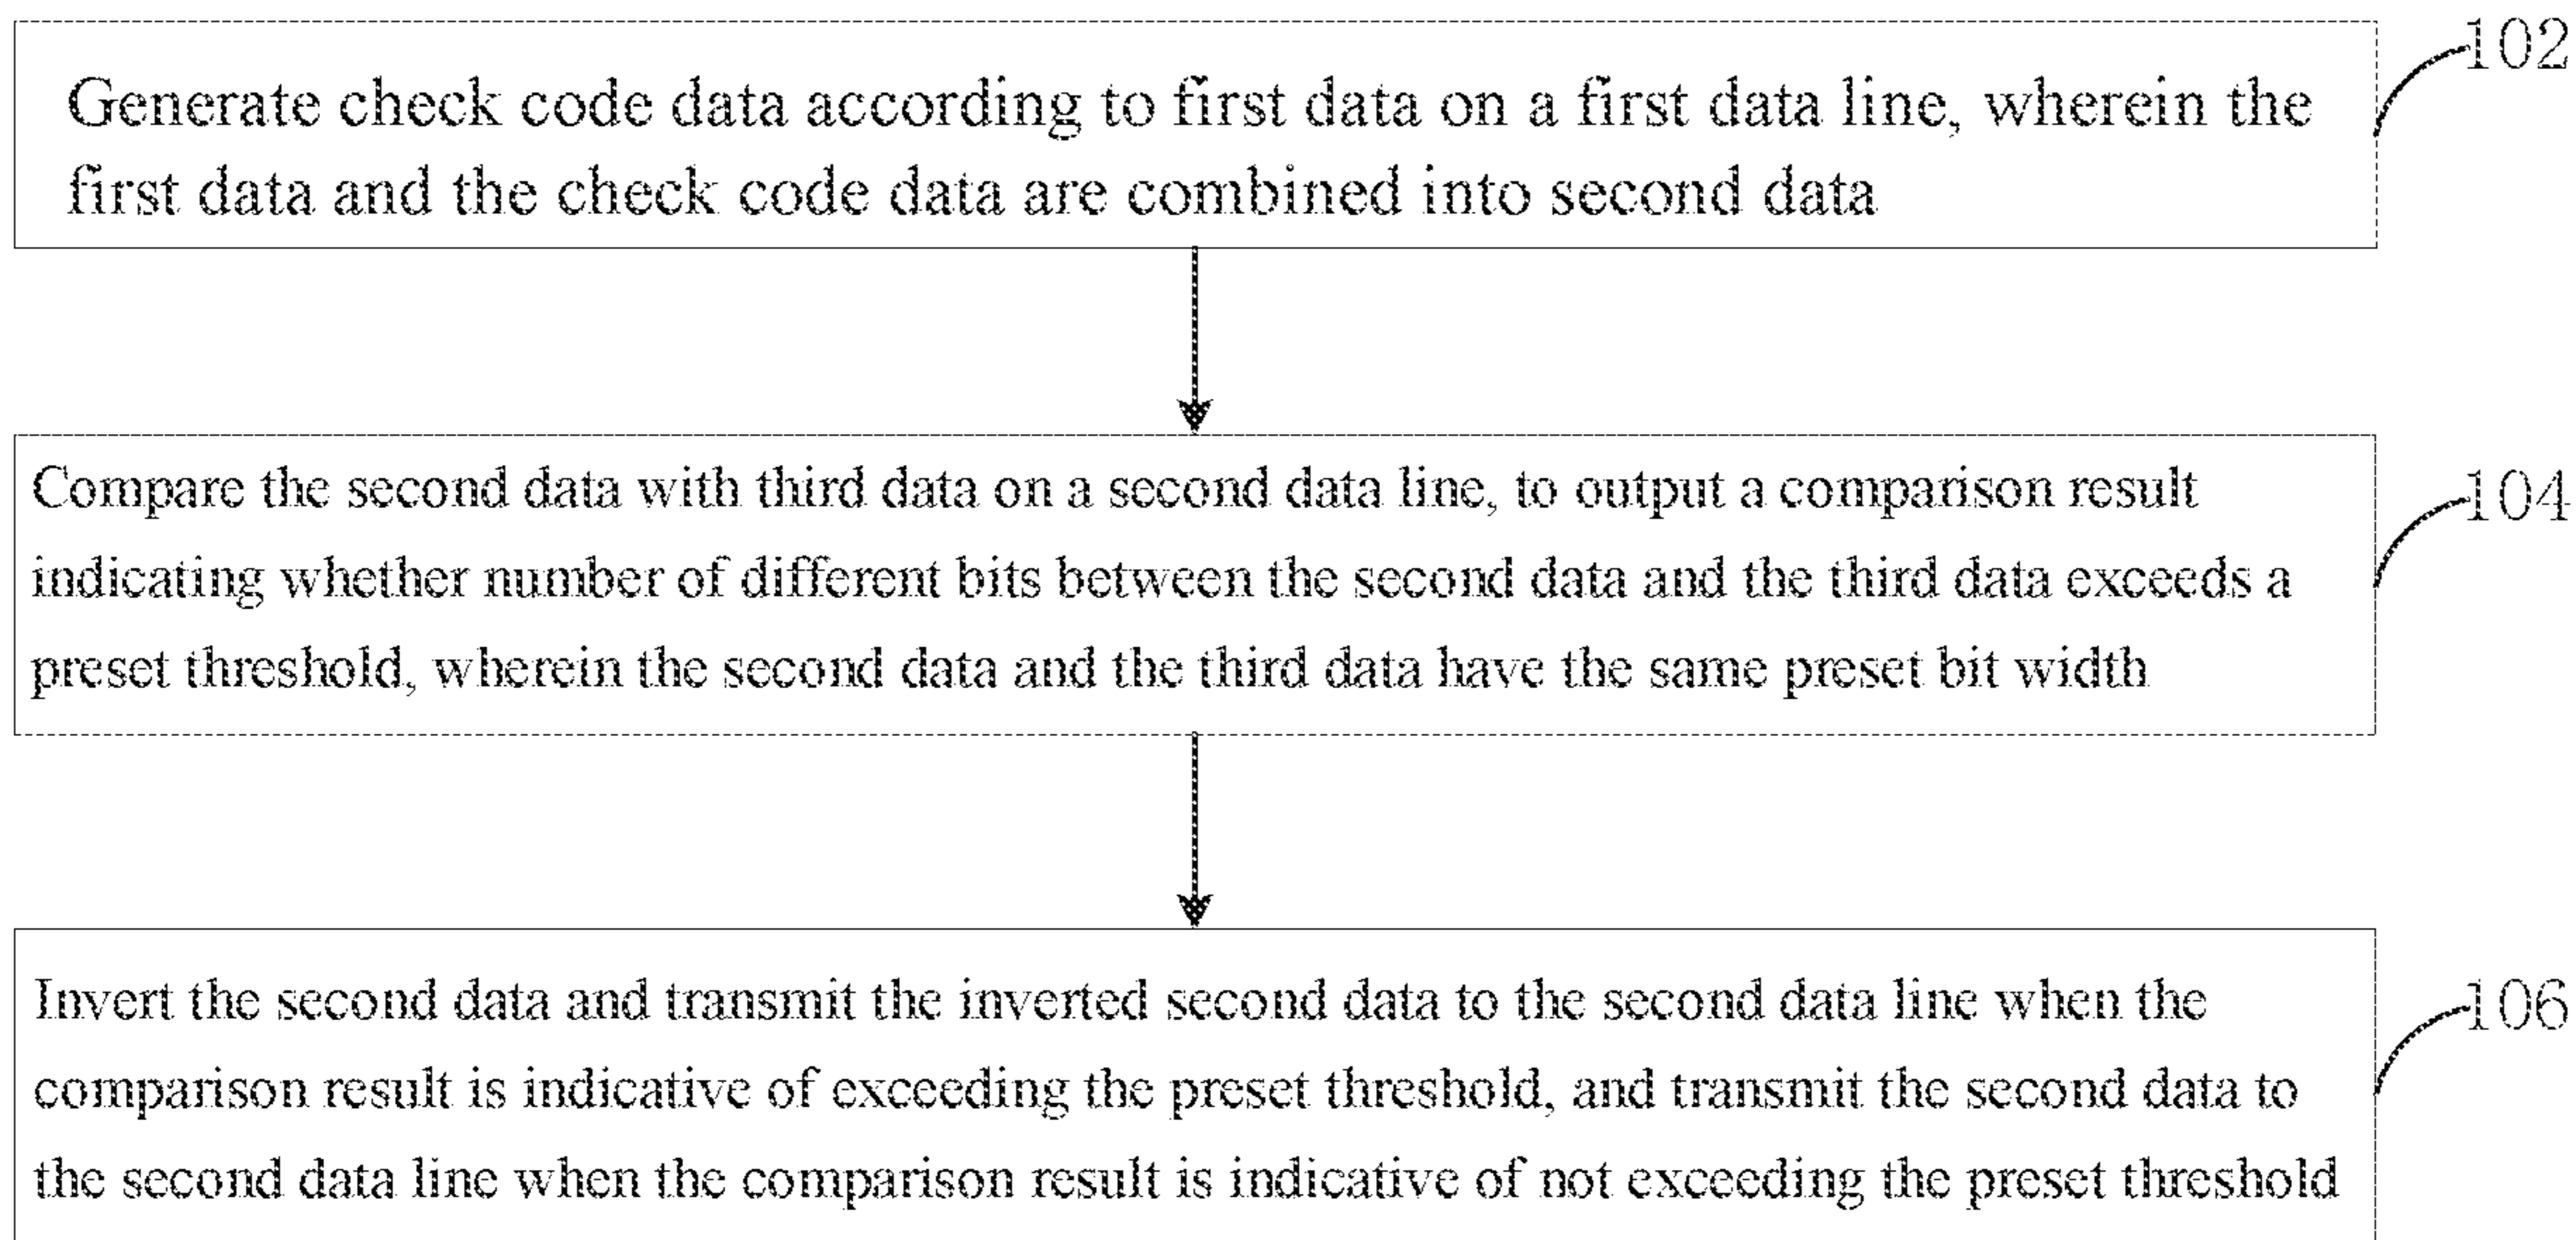 102
Generate check code data according to first data on a first data line, wherein the
first data and the check code data are combined into second data
104
Compare the second data with third data on a second data line, to output a comparison result
indicating whether number of different bits between the second data and the third data exceeds a
preset threshold, wherein the second data and the third data have the same preset bit width
106
Invert the second data and transmit the inverted second data to the second data line when the
comparison result is indicative of exceeding the preset threshold, and transmit the second data to
the second data line when the comparison result is indicative of not exceeding the preset threshold